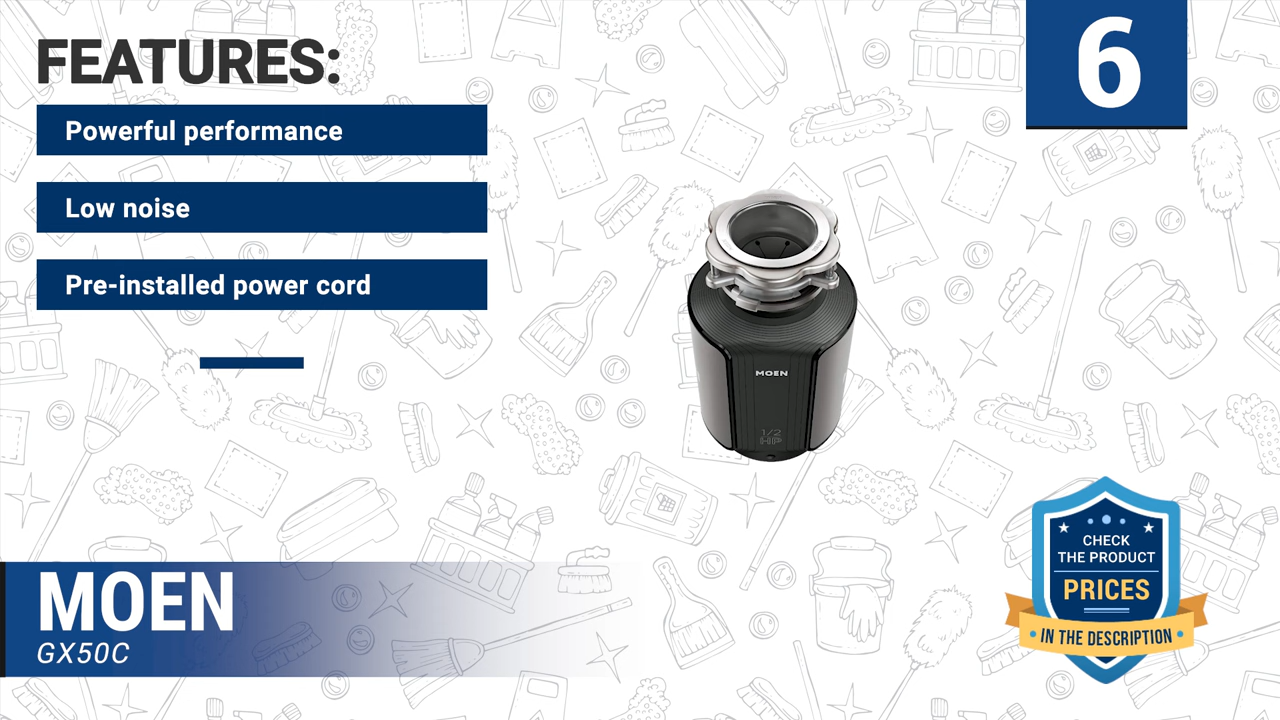 FEATURES:
Powerful performance
Low noise
Pre-installed power cord
6
MOEN
1/2
HP
MOEN
GX50C
CHECK
THE PRODUCT
PRICES
IN THE DESCRIPTION